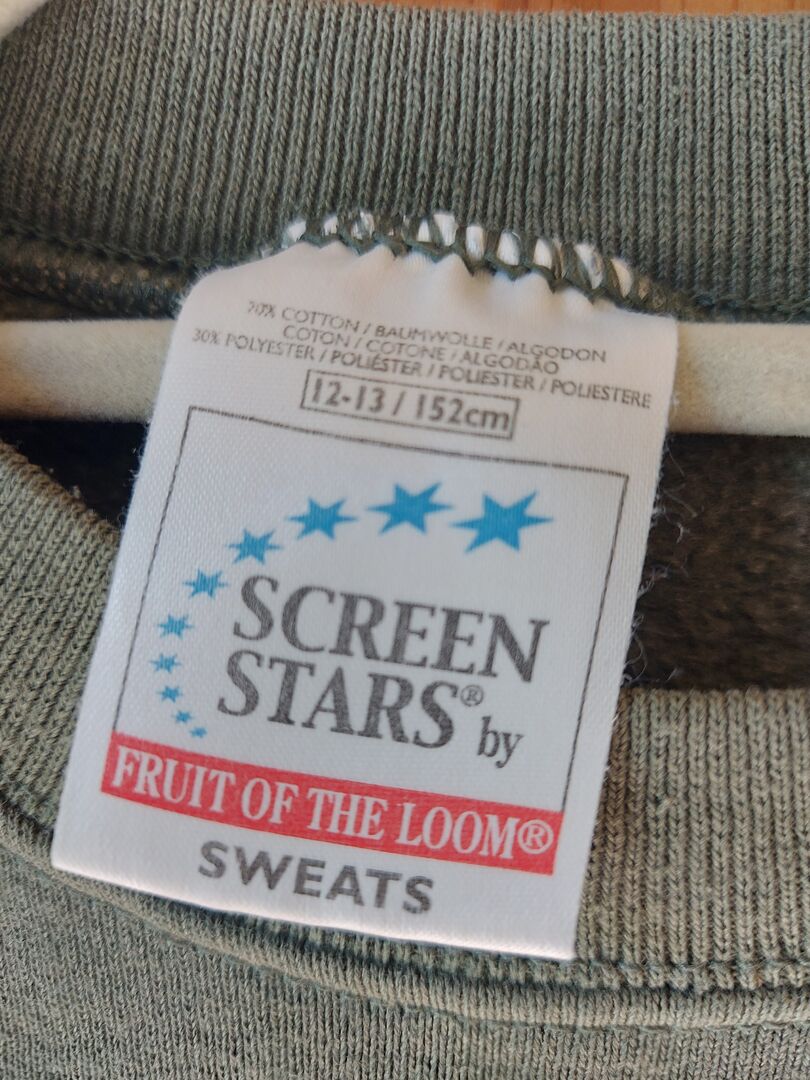 70% COTTON / BAUMWOLLE / ALGODON
COTON / COTONE / ALGODÃO
30% POLYESTER / POLIÉSTER / POLIESTER / POLIESTERE
12-13 / 152cm
SCREEN
STARS® by
FRUIT OF THE LOOM®
SWEATS